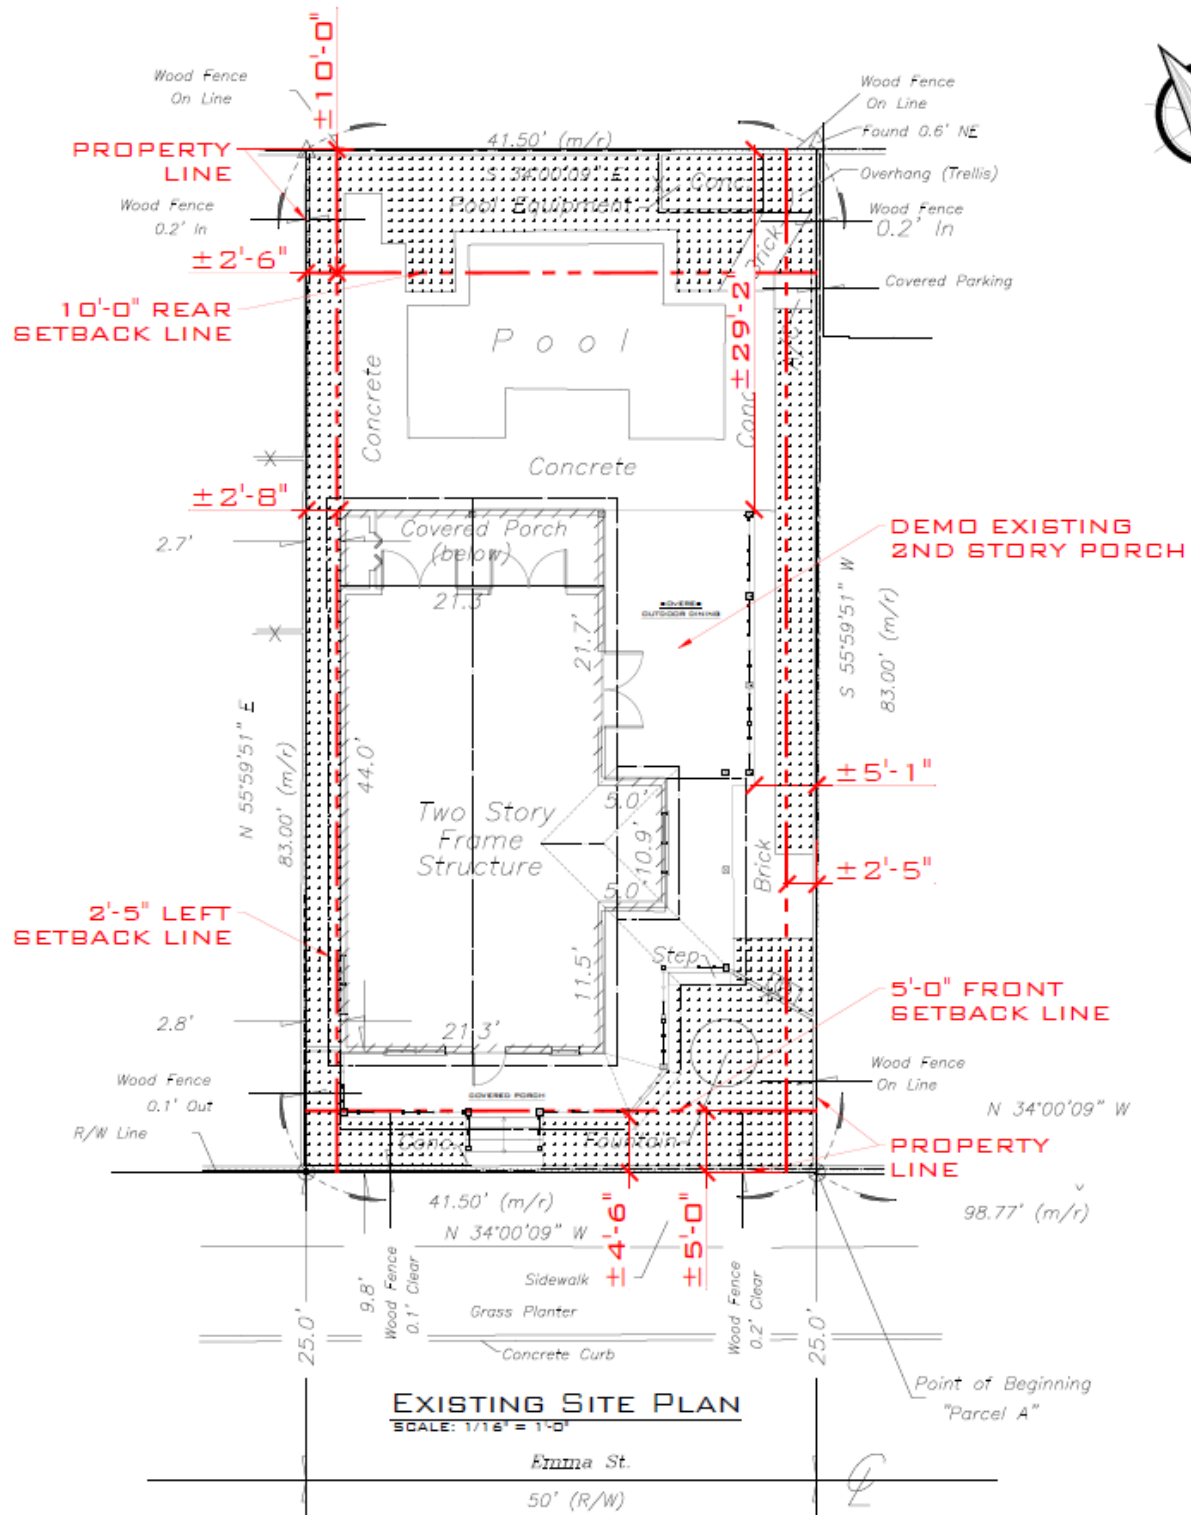 ±10'-0"
Wood Fence
On Line
Wood Fence
On Line
Found 0.6' NE
41.50' (m/r)
PROPERTY
LINE
S 34°00'09" E
Conc
Overhang (Trellis)
Pool Equipment
Wood Fence
0.2' In
Wood Fence
0.2' In
Brick
±2'-6"
Covered Parking
10'-0" REAR
SETBACK LINE
±29'-2"
Pool
Concrete
Conc
Concrete
±2'-8"
Covered Porch
(below)
DEMO EXISTING
2ND STORY PORCH
2.7'
21.3'
OUTDOOR DINING
21.7'
S 55°59'51" W
83.00' (m/r)
N 55°59'51" E
83.00' (m/r)
44.0'
±5'-1"
5.0'
Two Story
Frame
Structure
10.9'
Brick
±2'-5"
5.0'
2'-5" LEFT
SETBACK LINE
Step
11.5'
5'-0" FRONT
SETBACK LINE
2.8'
21.3'
Wood Fence
0.1' Out
Wood Fence
On Line
COVERED PORCH
N 34°00'09" W
R/W Line
Conc
Fountain
PROPERTY
LINE
41.50' (m/r)
N 34°00'09" W
±4'-6"
±5'-0"
98.77' (m/r)
9.8'
Wood Fence
0.1' Clear
Sidewalk
Grass Planter
Wood Fence
0.2' Clear
25.0'
25.0'
Concrete Curb
Point of Beginning
"Parcel A"
EXISTING SITE PLAN
SCALE: 1/16" = 1'-0"
Emma St.
50' (R/W)